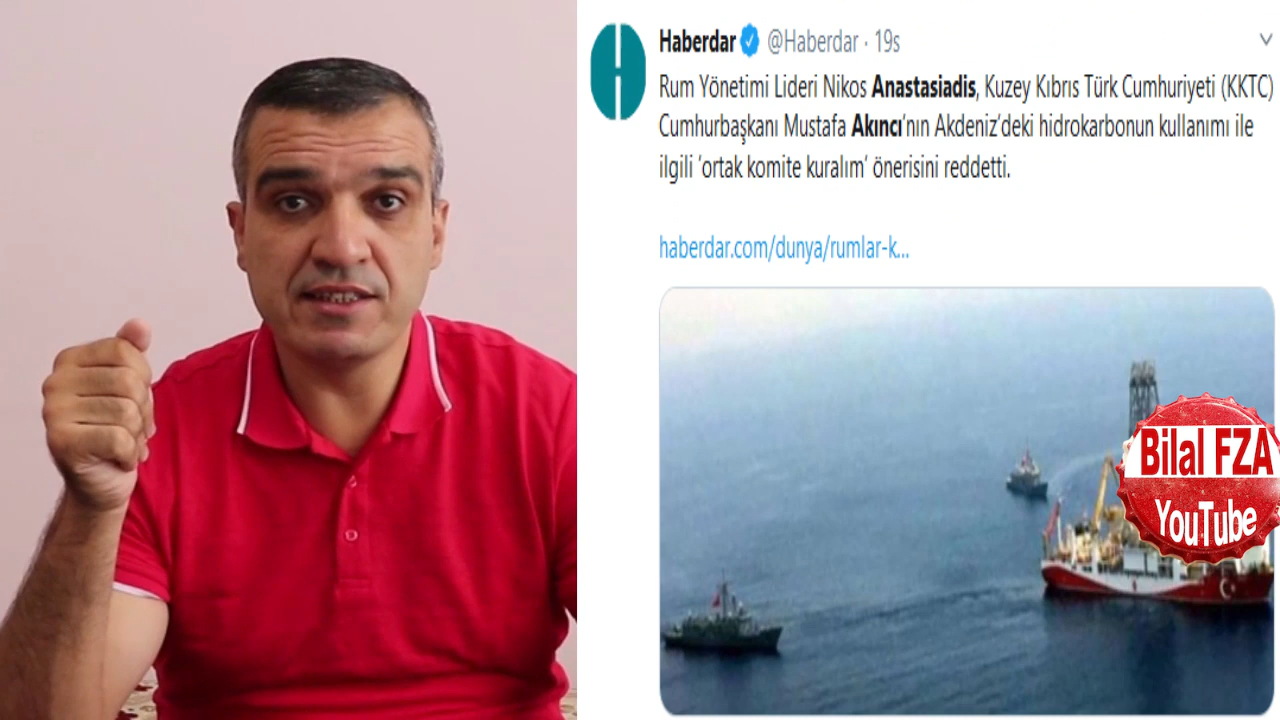 Haberdar @Haberdar · 19s
Rum Yönetimi Lideri Nikos Anastasiadis, Kuzey Kıbrıs Türk Cumhuriyeti (KKTC)
Cumhurbaşkanı Mustafa Akıncı'nın Akdeniz'deki hidrokarbonun kullanımı ile
ilgili 'ortak komite kuralım' önerisini reddetti.
haberdar.com/dunya/rumlar-k...
Bilal FZA
YouTube